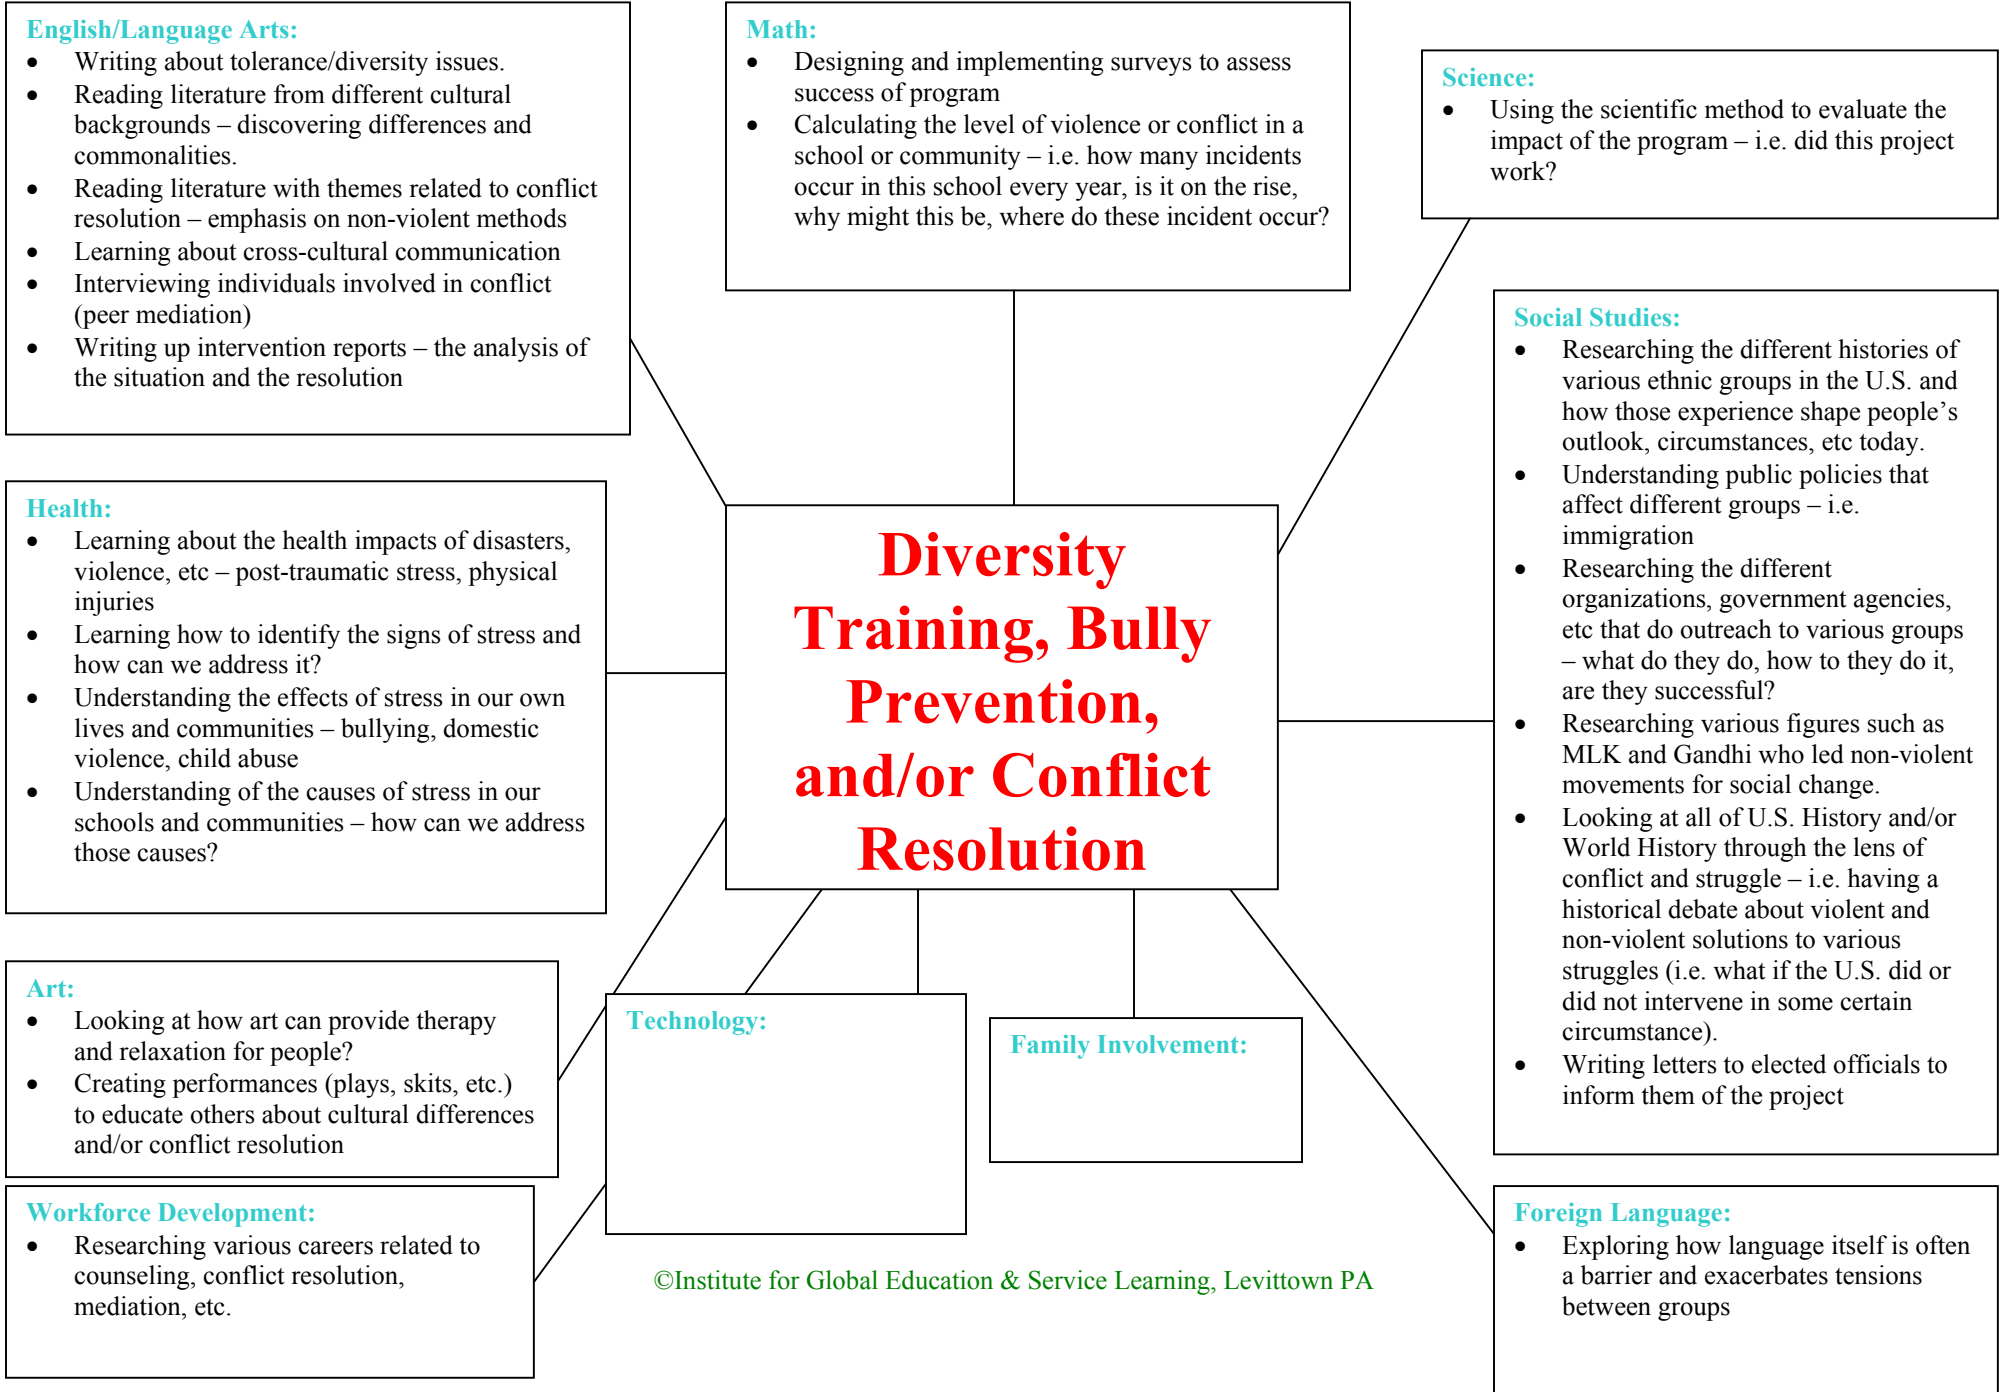 English/Language Arts:
• Writing about tolerance/diversity issues.
• Reading literature from different cultural
backgrounds – discovering differences and
commonalities.
• Reading literature with themes related to conflict
resolution – emphasis on non-violent methods
• Learning about cross-cultural communication
• Interviewing individuals involved in conflict
(peer mediation)
• Writing up intervention reports – the analysis of
the situation and the resolution
Math:
• Designing and implementing surveys to assess
success of program
• Calculating the level of violence or conflict in a
school or community – i.e. how many incidents
occur in this school every year, is it on the rise,
why might this be, where do these incident occur?
Science:
• Using the scientific method to evaluate the
impact of the program – i.e. did this project
work?
Social Studies:
• Researching the different histories of
various ethnic groups in the U.S. and
how those experience shape people’s
outlook, circumstances, etc today.
• Understanding public policies that
affect different groups – i.e.
immigration
• Researching the different
organizations, government agencies,
etc that do outreach to various groups
– what do they do, how to they do it,
are they successful?
• Researching various figures such as
MLK and Gandhi who led non-violent
movements for social change.
• Looking at all of U.S. History and/or
World History through the lens of
conflict and struggle – i.e. having a
historical debate about violent and
non-violent solutions to various
struggles (i.e. what if the U.S. did or
did not intervene in some certain
circumstance).
• Writing letters to elected officials to
inform them of the project
Health:
• Learning about the health impacts of disasters,
violence, etc – post-traumatic stress, physical
injuries
• Learning how to identify the signs of stress and
how can we address it?
• Understanding the effects of stress in our own
lives and communities – bullying, domestic
violence, child abuse
• Understanding of the causes of stress in our
schools and communities – how can we address
those causes?
Diversity
Training, Bully
Prevention,
and/or Conflict
Resolution
Art:
• Looking at how art can provide therapy
and relaxation for people?
• Creating performances (plays, skits, etc.)
to educate others about cultural differences
and/or conflict resolution
Technology:
Family Involvement:
Workforce Development:
• Researching various careers related to
counseling, conflict resolution,
mediation, etc.
©Institute for Global Education & Service Learning, Levittown PA
Foreign Language:
• Exploring how language itself is often
a barrier and exacerbates tensions
between groups